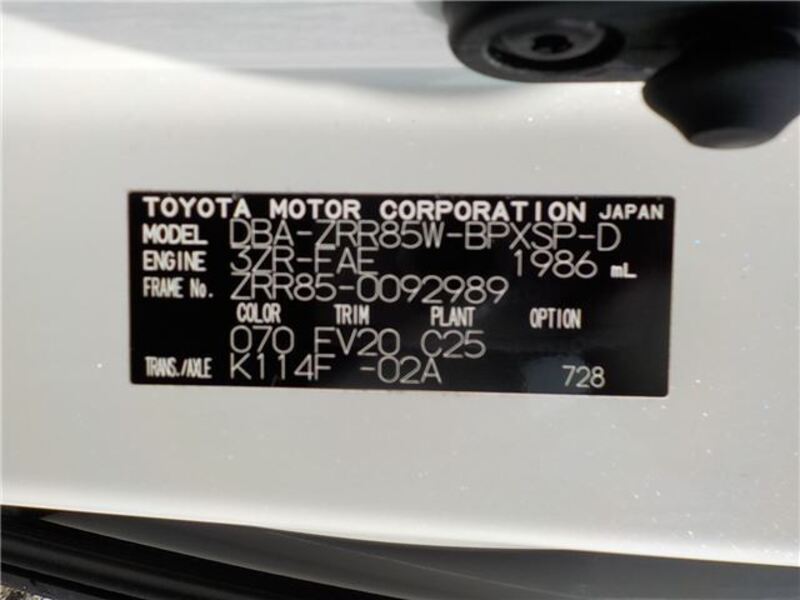 TOYOTA MOTOR CORPORATION JAPAN
MODEL DBA-ZRR85W-BPXSP-D
ENGINE 3ZR-FAE 1986 mL
FRAME No. ZRR85-0092989
COLOR TRIM PLANT OPTION
070 FV20 C25
TRANS./AXLE K114F -02A 728